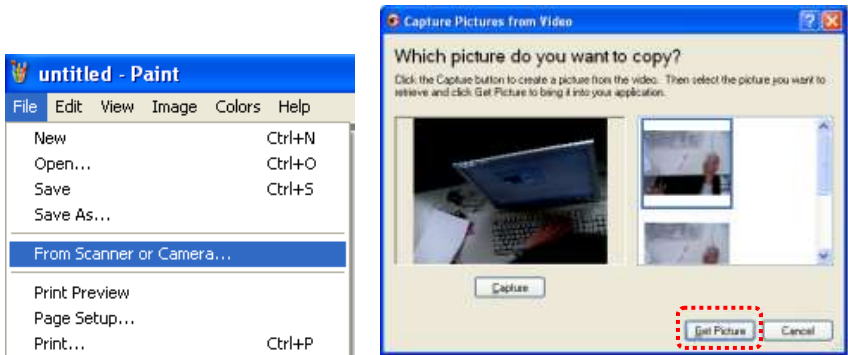 untitled - Paint
File Edit View Image Colors Help
New Ctrl+N
Open... Ctrl+O
Save Ctrl+S
Save As...
From Scanner or Camera...
Print Preview
Page Setup...
Print... Ctrl+P
Capture Pictures from Video
Which picture do you want to copy?
Click the Capture button to create a picture from the video. Then select the picture you want to
retrieve and click Get Picture to bring it into your application.
Capture
Get Picture Cancel